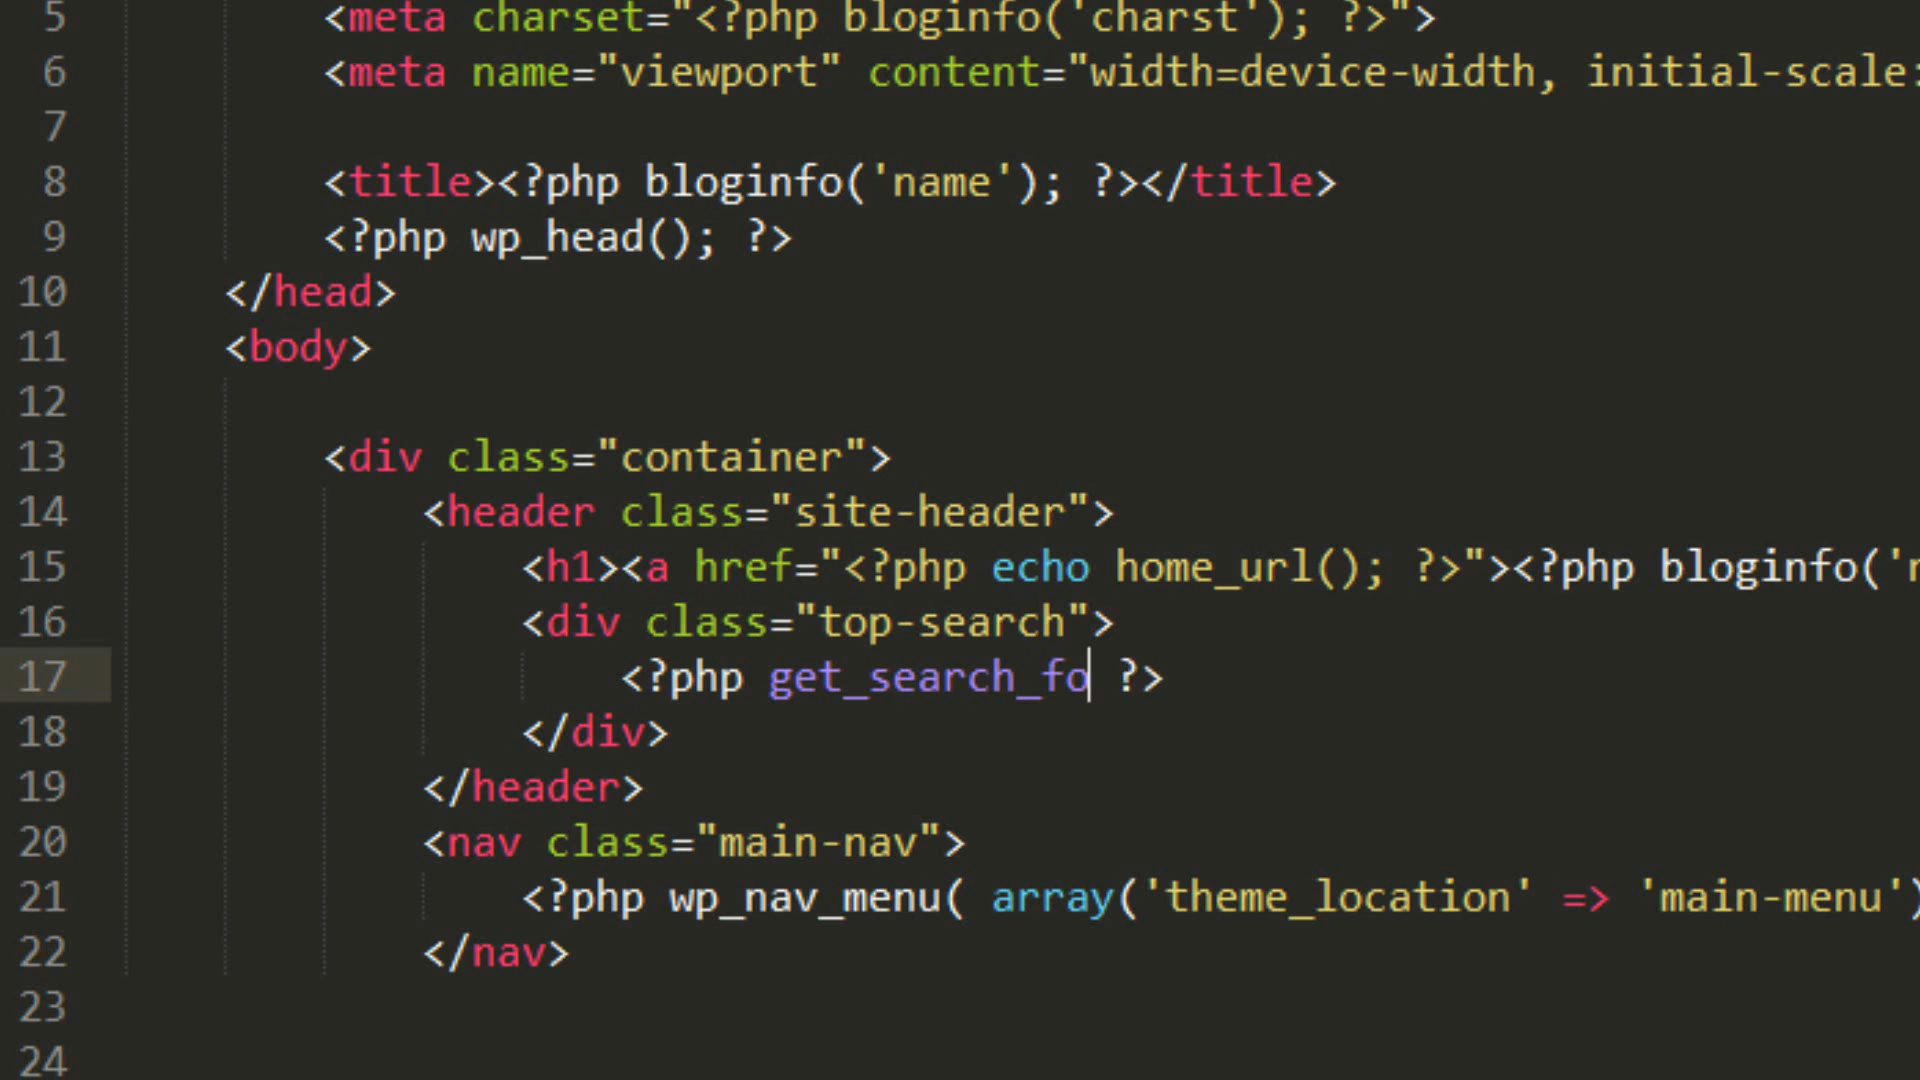 5 <meta charset="<?php bloginfo('charst'); ?>">
6 <meta name="viewport" content="width=device-width, initial-scale
7
8 <title><?php bloginfo('name'); ?></title>
9 <?php wp_head(); ?>
10 </head>
11 <body>
12
13 <div class="container">
14 <header class="site-header">
15 <h1><a href="<?php echo home_url(); ?>"><?php bloginfo('
16 <div class="top-search">
17 <?php get_search_fo ?>
18 </div>
19 </header>
20 <nav class="main-nav">
21 <?php wp_nav_menu( array('theme_location' => 'main-menu')
22 </nav>
23
24